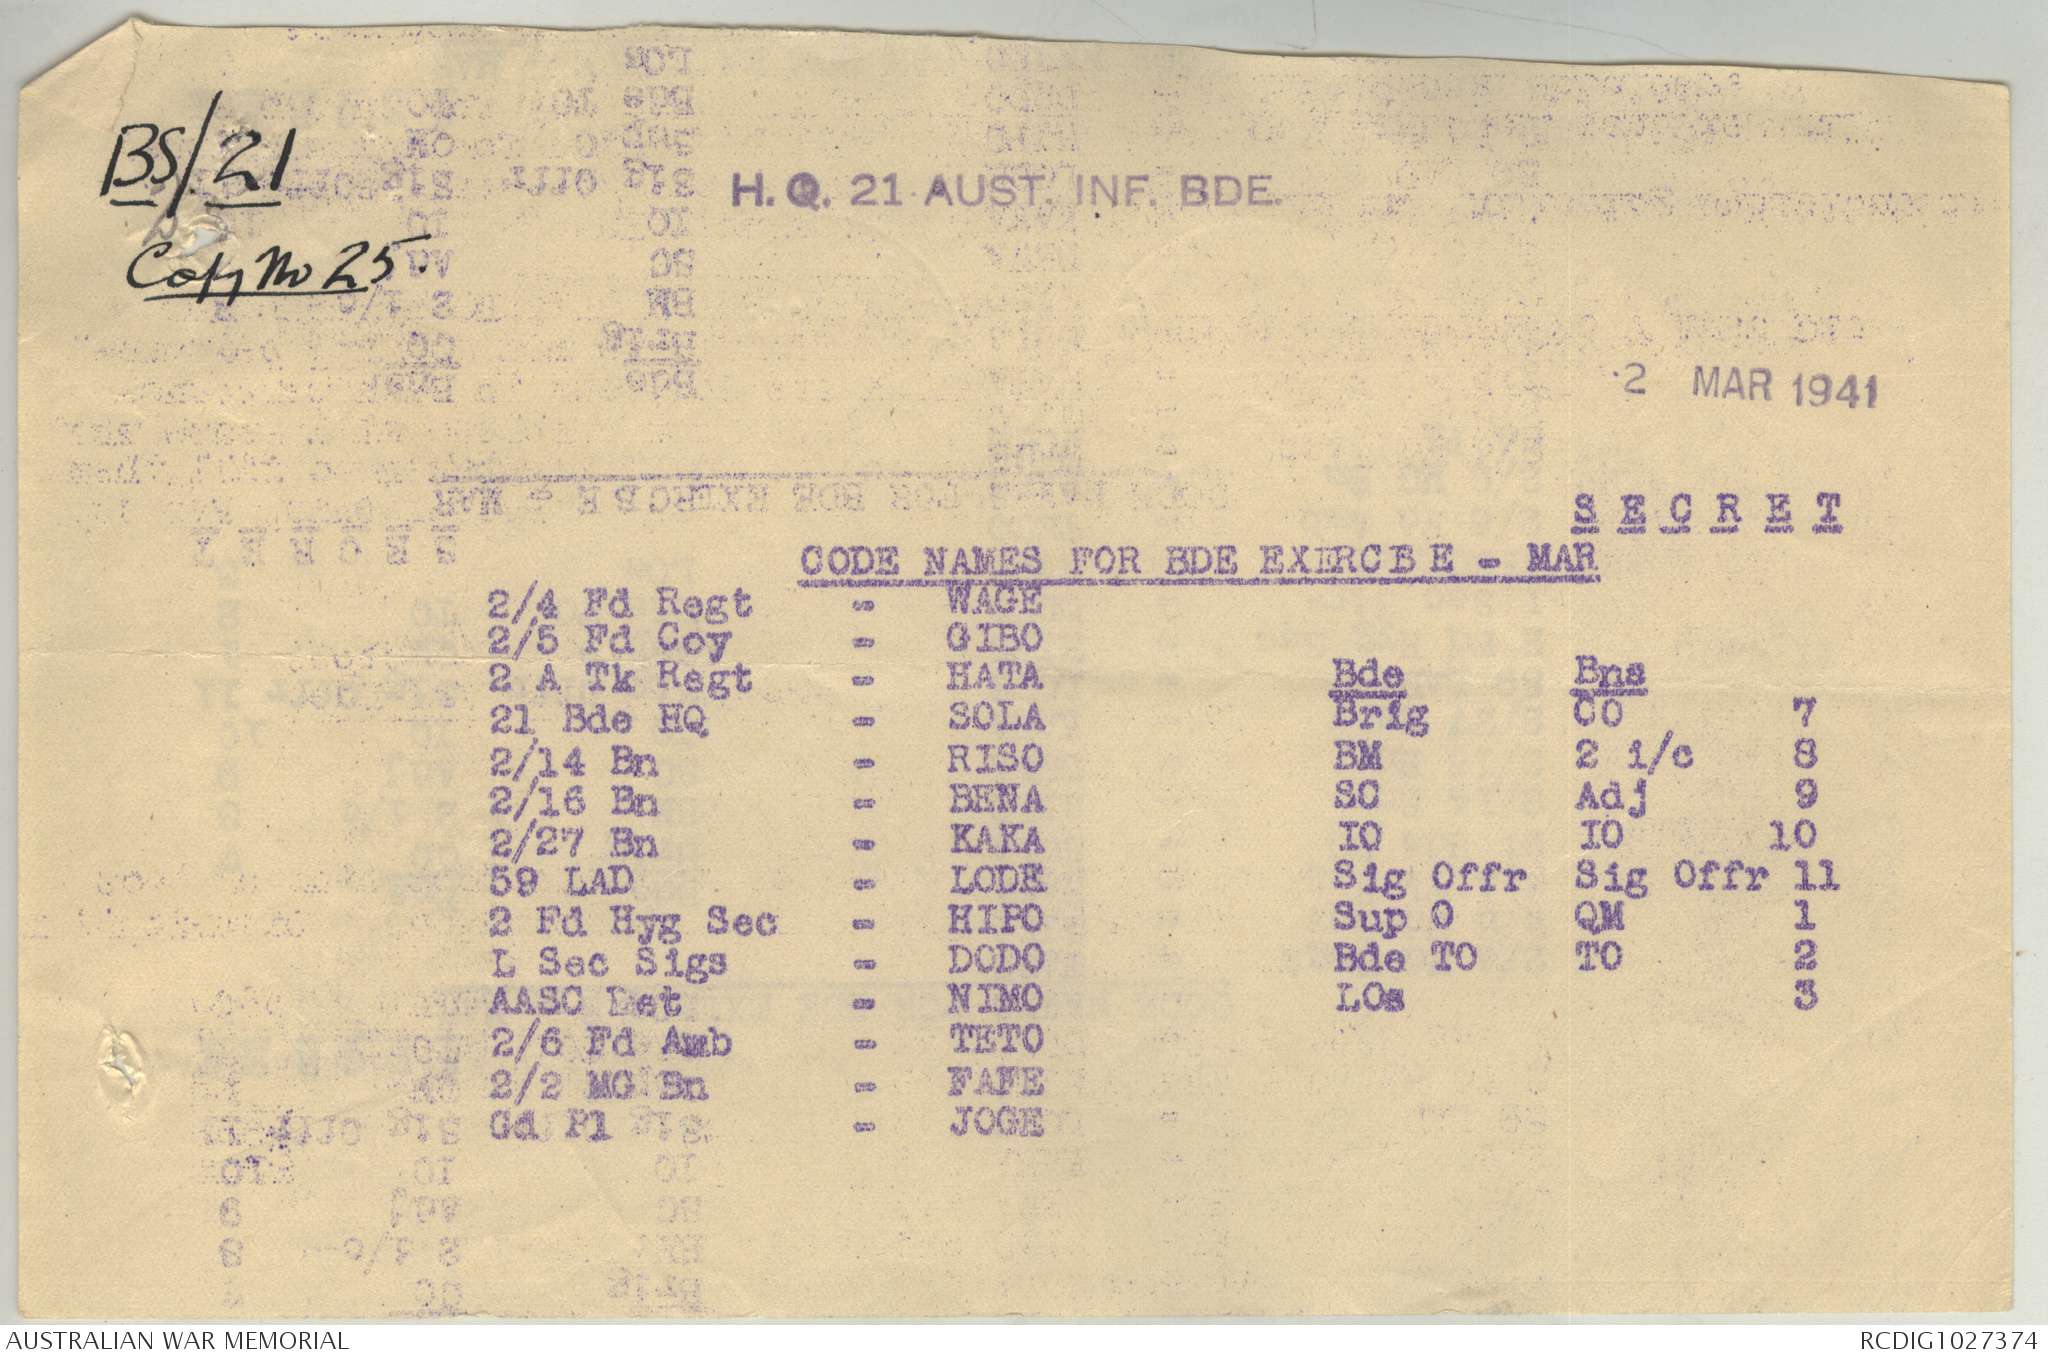 BS/21
Copy No 25.
H.Q. 21 AUST. INF. BDE.
2 MAR 1941
S E C R E T
CODE NAMES FOR BDE EXERCBE - MAR
2/4 Fd Regt - WAGE
2/5 Fd Coy - GIBO
2 A Tk Regt - HATA Bde Bns
21 Bde HQ - SOLA Brig CO 7
2/14 Bn - RISO BM 2 i/c 8
2/16 Bn - BENA SC Adj 9
2/27 Bn - KAKA IO IO 10
59 LAD - LODE Sig Offr Sig Offr 11
2 Fd Hyg Sec - HIPO Sup O QM 1
L Sec Sigs - DODO Bde TO TO 2
AASC Det - NIMO LOs 3
2/6 Fd Amb - TETO
2/2 MG Bn - FAFE
Gd Pl - JOGE
AUSTRALIAN WAR MEMORIAL RCDIG1027374